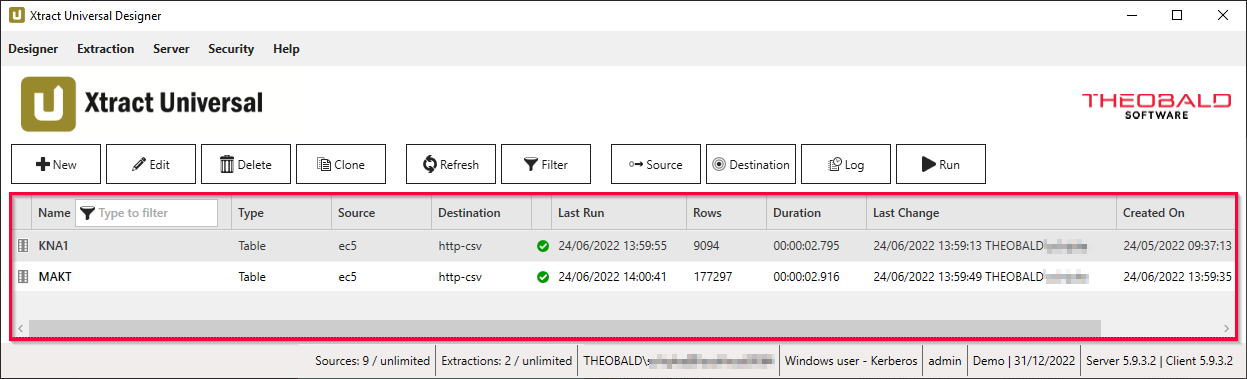 Xtract Universal Designer
Designer Extraction Server Security Help
Xtract Universal
THEOBALD
SOFTWARE
New Edit Delete Clone Refresh Filter Source Destination Log Run
Name Type to filter Type Source Destination Last Run Rows Duration Last Change Created On
KNA1 Table ec5 http-csv 24/06/2022 13:59:55 9094 00:00:02.795 24/06/2022 13:59:13 THEOBALD\ 24/05/2022 09:37:13
MAKT Table ec5 http-csv 24/06/2022 14:00:41 177297 00:00:02.916 24/06/2022 13:59:49 THEOBALD\ 24/06/2022 13:59:35
Sources: 9 / unlimited Extractions: 2 / unlimited THEOBALD\ Windows user - Kerberos admin Demo | 31/12/2022 Server 5.9.3.2 | Client 5.9.3.2